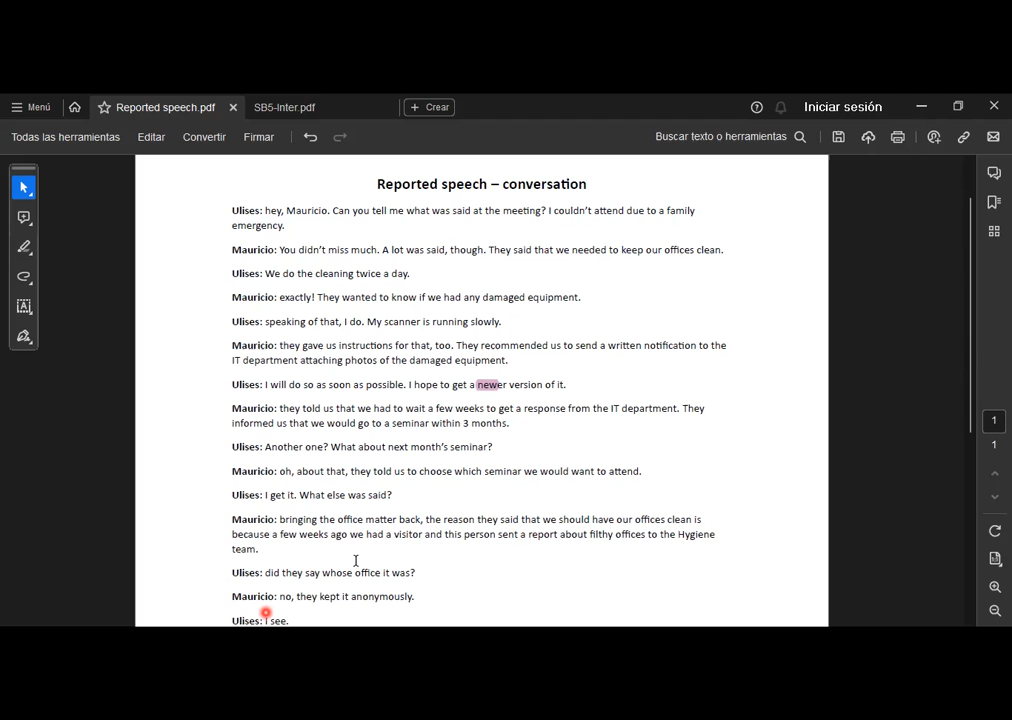 Menú
Reported speech.pdf
SB5-Inter.pdf
Crear
Iniciar sesión
Todas las herramientas
Editar
Convertir
Firmar
Buscar texto o herramientas
Reported speech – conversation
Ulises: hey, Mauricio. Can you tell me what was said at the meeting? I couldn't attend due to a family
emergency.
Mauricio: You didn't miss much. A lot was said, though. They said that we needed to keep our offices clean.
Ulises: We do the cleaning twice a day.
Mauricio: exactly! They wanted to know if we had any damaged equipment.
Ulises: speaking of that, I do. My scanner is running slowly.
Mauricio: they gave us instructions for that, too. They recommended us to send a written notification to the
IT department attaching photos of the damaged equipment.
Ulises: I will do so as soon as possible. I hope to get a newer version of it.
Mauricio: they told us that we had to wait a few weeks to get a response from the IT department. They
informed us that we would go to a seminar within 3 months.
Ulises: Another one? What about next month's seminar?
Mauricio: oh, about that, they told us to choose which seminar we would want to attend.
Ulises: I get it. What else was said?
Mauricio: bringing the office matter back, the reason they said that we should have our offices clean is
because a few weeks ago we had a visitor and this person sent a report about filthy offices to the Hygiene
team.
Ulises: did they say whose office it was?
Mauricio: no, they kept it anonymously.
Ulises: I see.
1
1